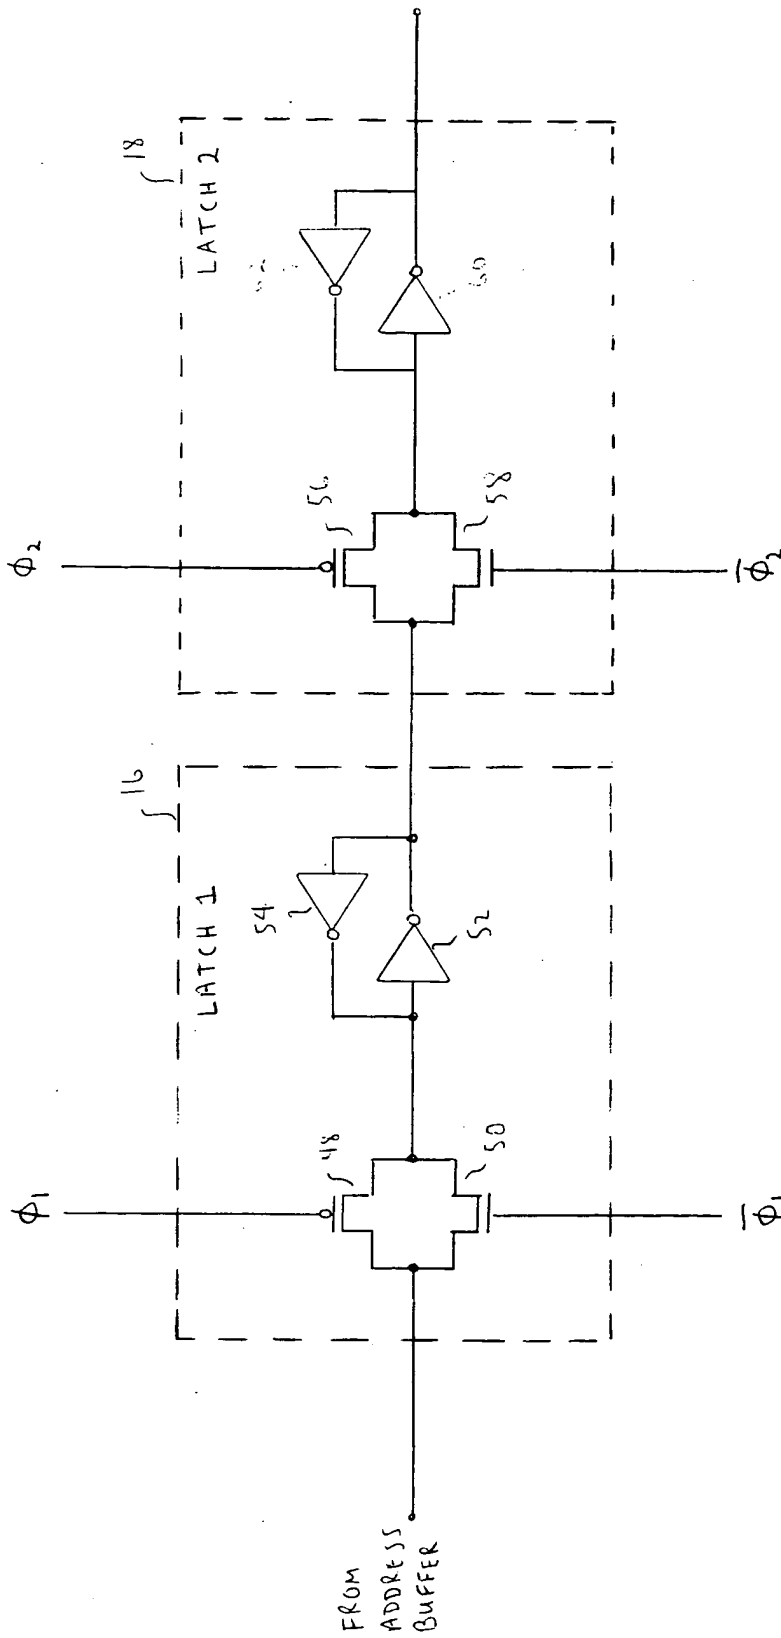 FROM
ADDRESS
BUFFER
ϕ₁
16
LATCH 1
48
50
54
52
ϕ̅₁
ϕ₂
18
LATCH 2
56
58
60
ϕ̅₂